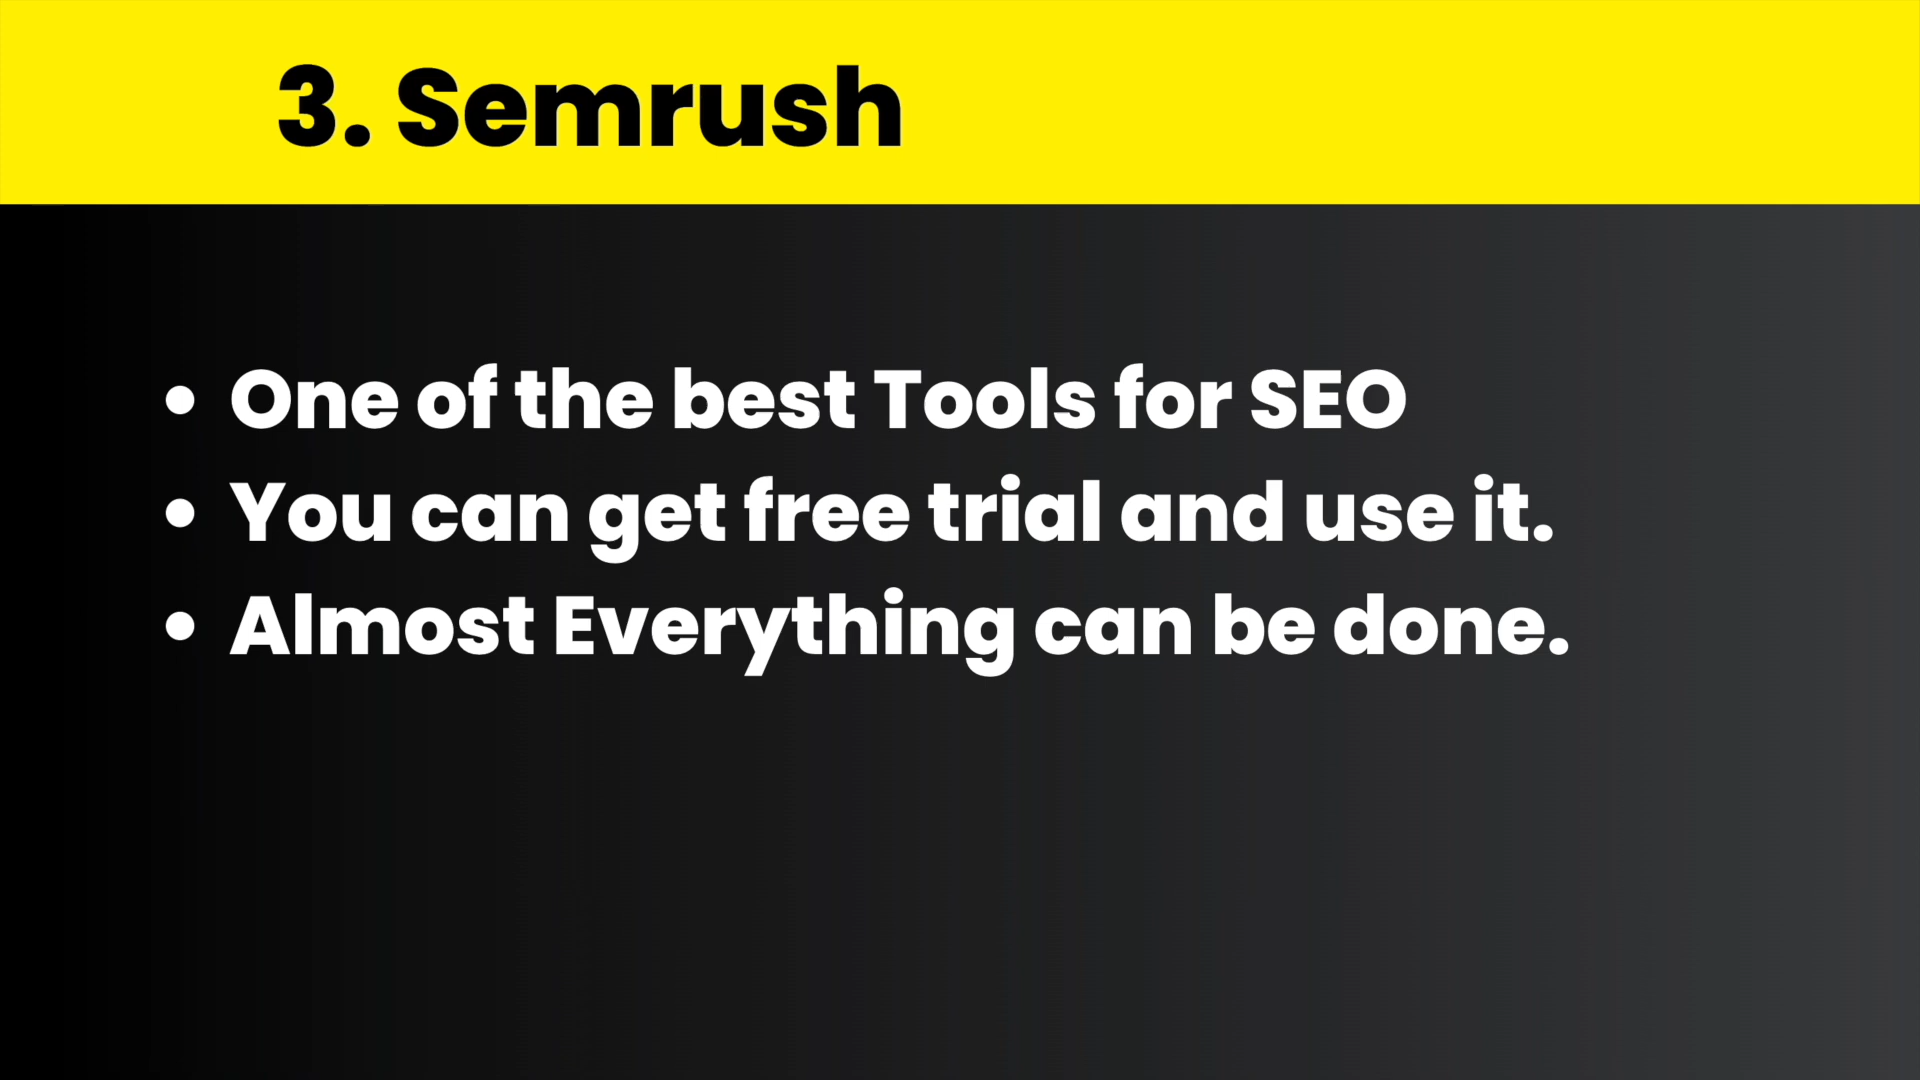 3. Semrush
• One of the best Tools for SEO
• You can get free trial and use it.
• Almost Everything can be done.